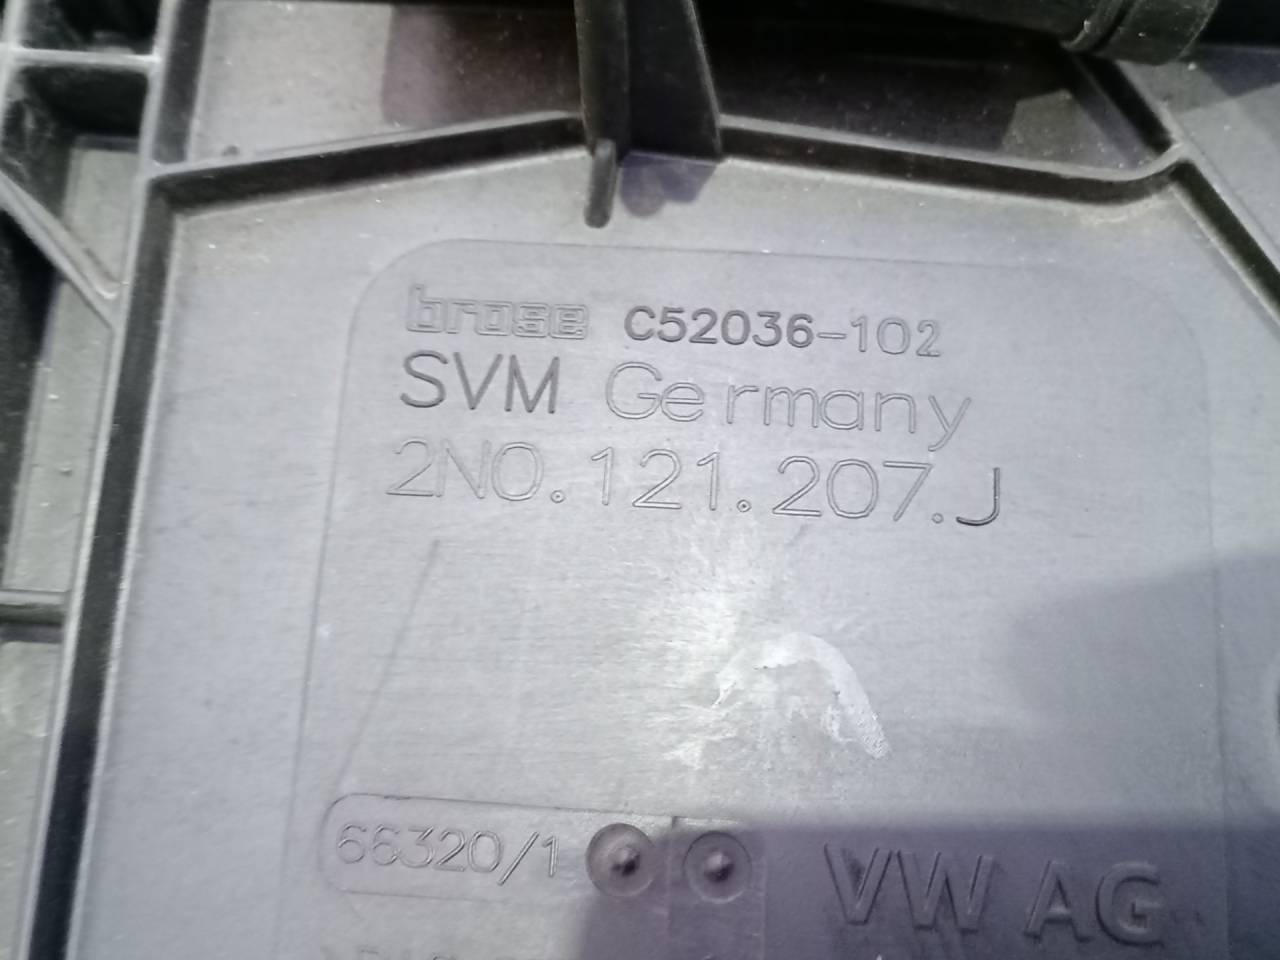 brose C52036-102
SVM Germany
2N0.121.207.J
66320/1
VW AG